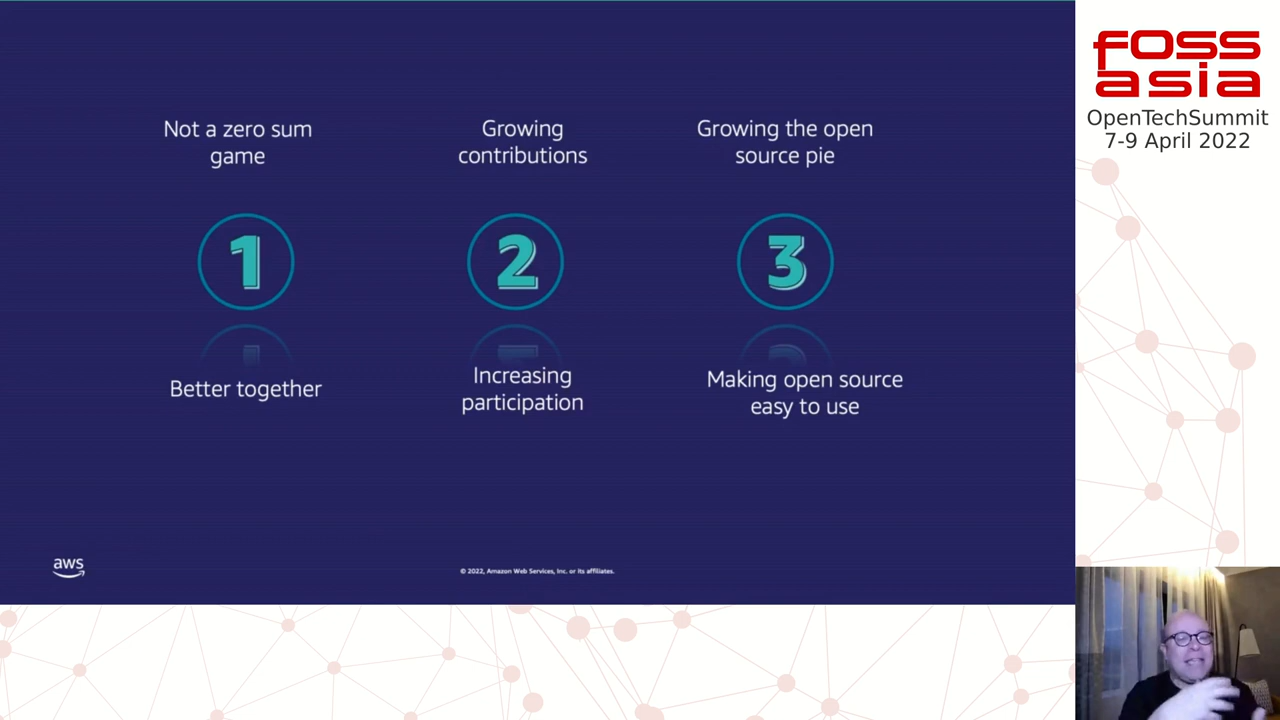 Not a zero sum
game
Growing
contributions
Growing the open
source pie
1
2
3
Better together
Increasing
participation
Making open source
easy to use
aws
© 2022, Amazon Web Services, Inc. or its affiliates.
foss
asia
OpenTechSummit
7-9 April 2022